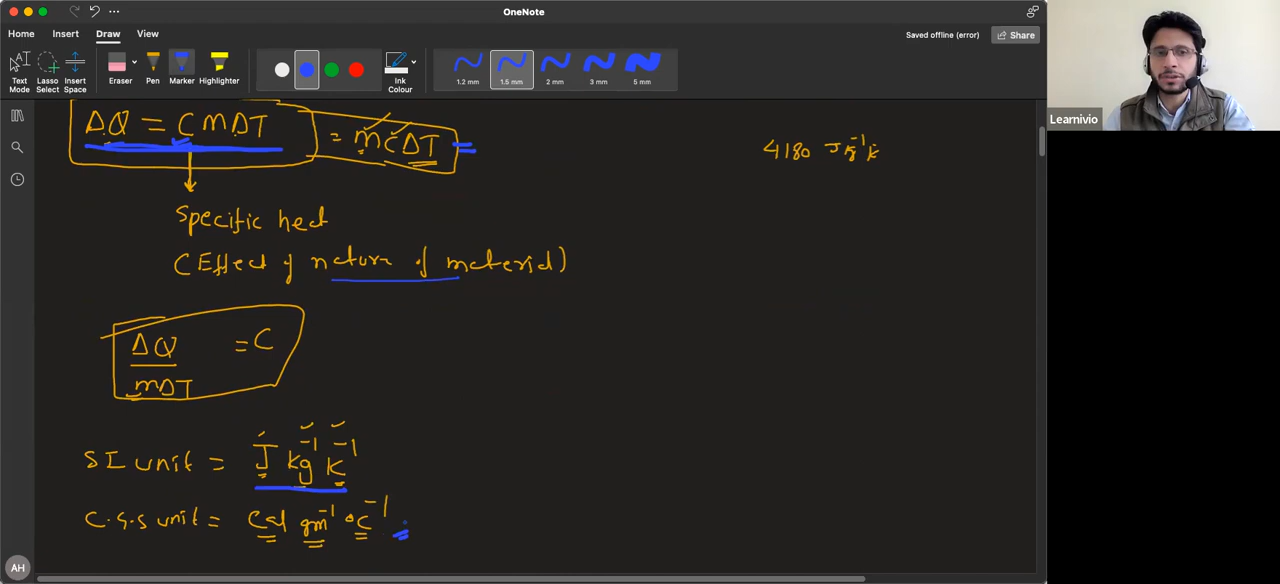 OneNote
Home Insert Draw View
Saved offline (error) Share
Text Mode Lasso Select Insert Space Eraser Pen Marker Highlighter Ink Colour 1.2 mm 1.5 mm 2 mm 3 mm 5 mm
Learnivio
ΔQ = C M ΔT = m c ΔT
4180 J kg⁻¹ k
Specific heat
(Effect of nature of material)
ΔQ / mΔT = C
SI unit = J kg⁻¹ K⁻¹
C.G.S unit = Cal gm⁻¹ °C⁻¹
AH